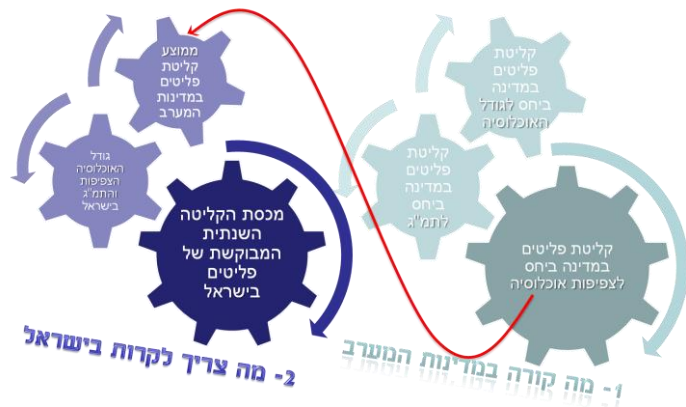 קליטת
פליטים
במדינה
ביחס לגודל
האוכלוסיה
קליטת
פליטים
במדינה
ביחס
לתמ"ג
קליטת פליטים
במדינה ביחס
לצפיפות אוכלוסיה
1- מה קורה במדינות המערב
ממוצע
קליטת
פליטים
במדינות
המערב
גודל
האוכלוסיה
הצפיפות
והתמ"ג
בישראל
מכסת הקליטה
השנתית
המבוקשת של
פליטים
בישראל
2- מה צריך לקרות בישראל